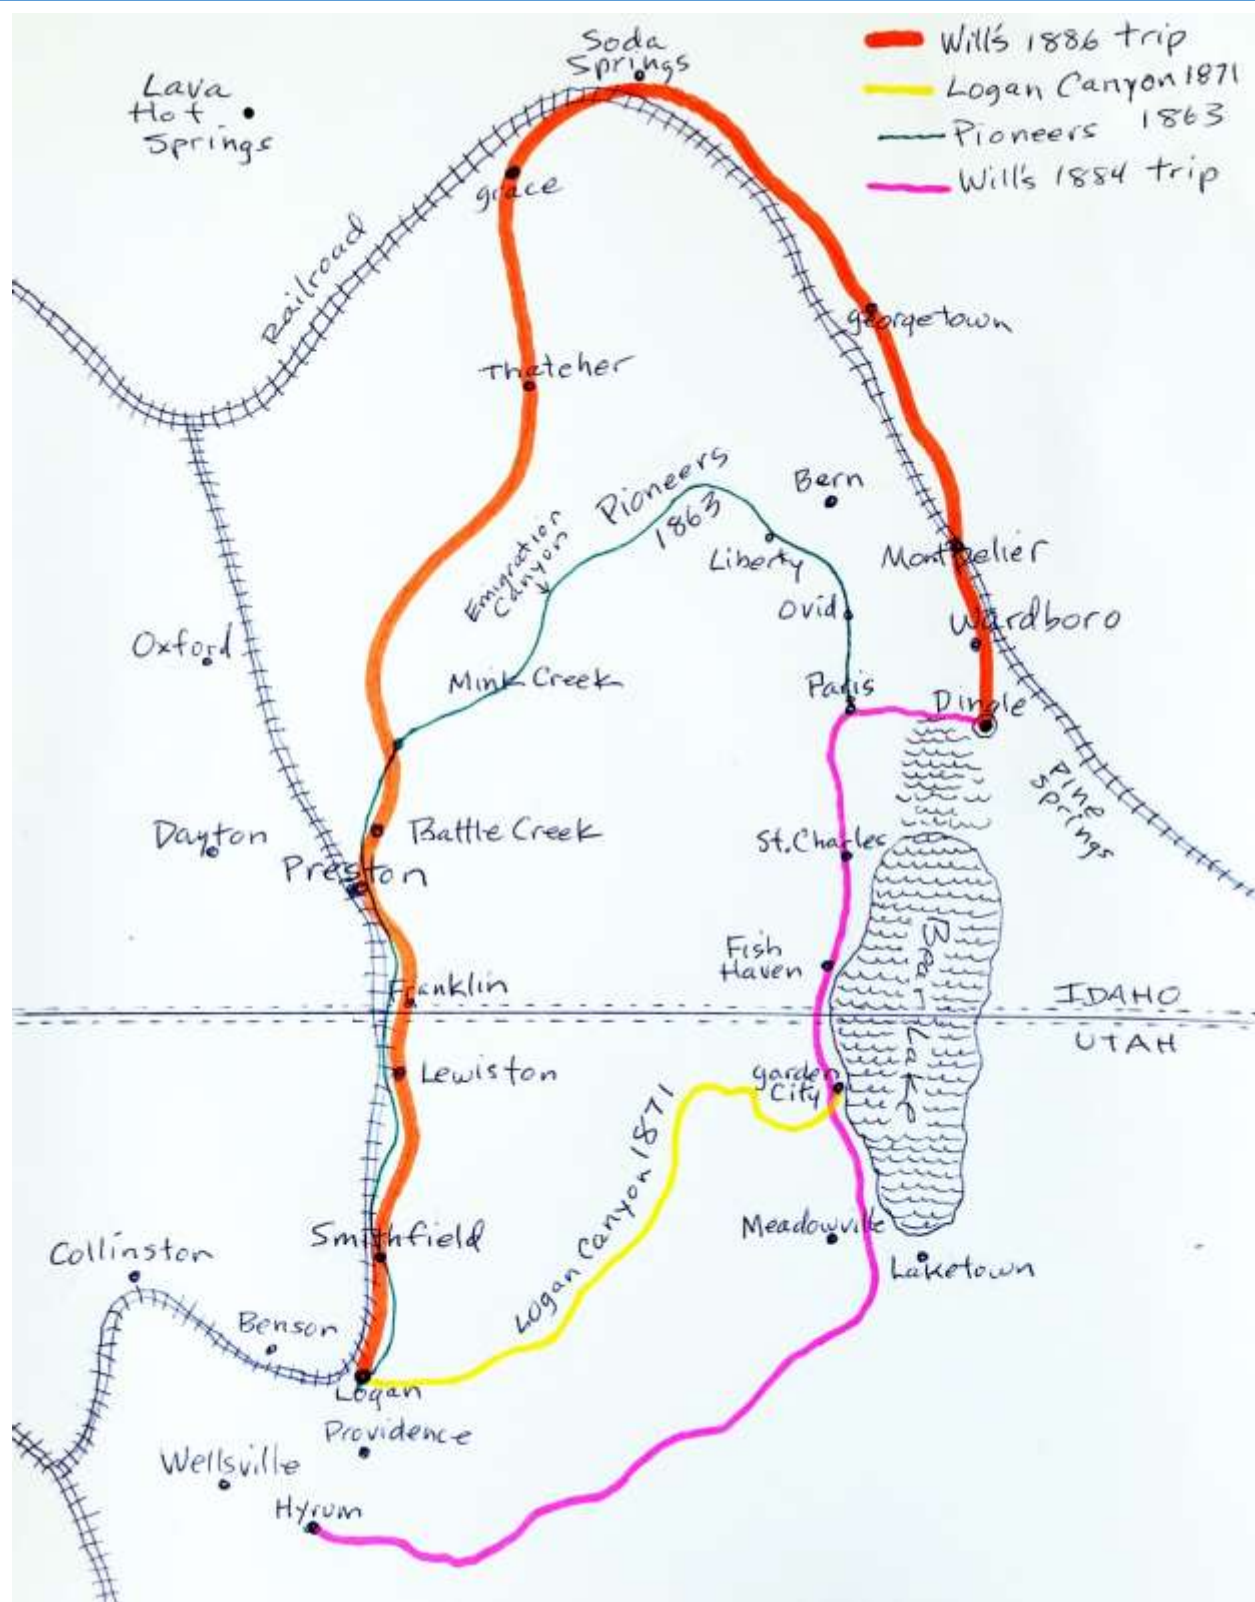 Soda
Springs
Will's 1886 trip
Logan Canyon 1871
Pioneers 1863
Will's 1884 trip
Lava
Hot
Springs
grace
Railroad
georgetown
Thatcher
Pioneers
1863
Bern
Emigration
Canyon
Liberty
Montpelier
Ovid
Wardboro
Oxford
Mink Creek
Paris
Dingle
Pine
Springs
Battle Creek
Dayton
St. Charles
Preston
Bear Lake
Fish
Haven
Franklin
IDAHO
UTAH
Lewiston
garden
City
Logan Canyon 1871
Meadowville
Smithfield
Collinston
Laketown
Benson
Logan
Providence
Wellsville
Hyrum